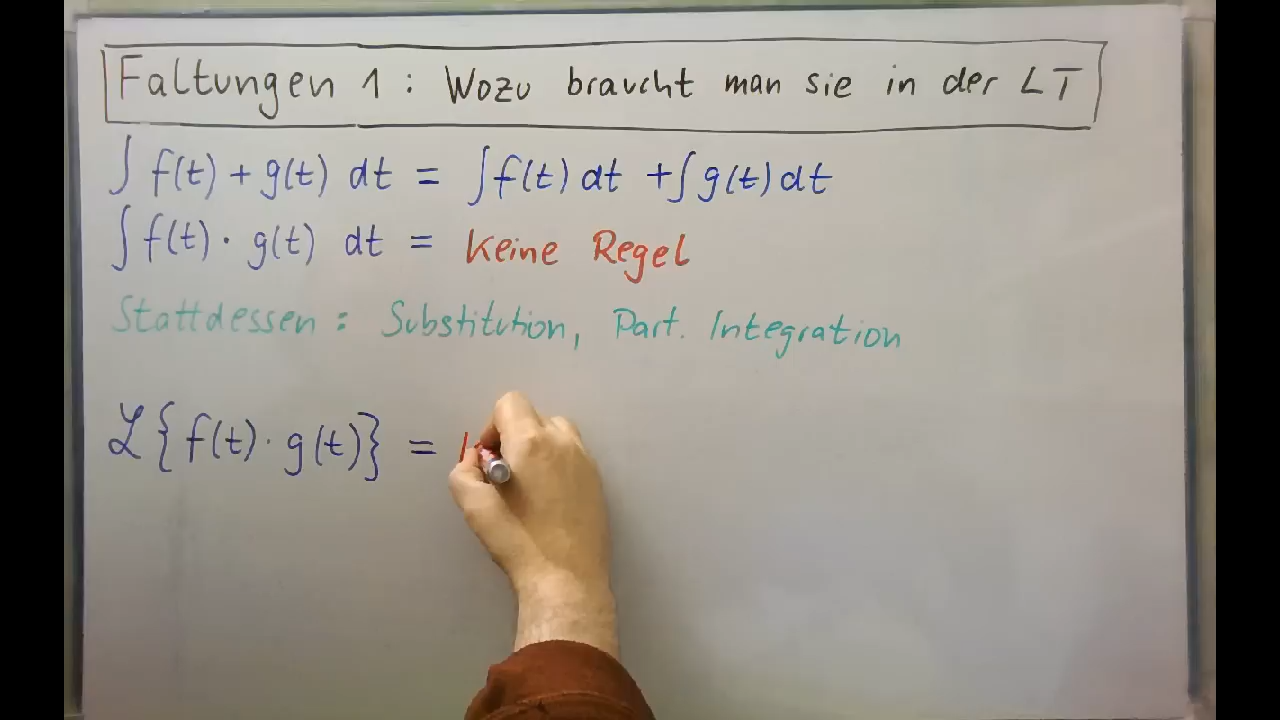 Faltungen 1 : Wozu braucht man sie in der LT
∫ f(t) + g(t) dt = ∫ f(t) dt + ∫ g(t) dt
∫ f(t) · g(t) dt = Keine Regel
Stattdessen : Substitution, Part. Integration
ℒ{f(t) · g(t)} =